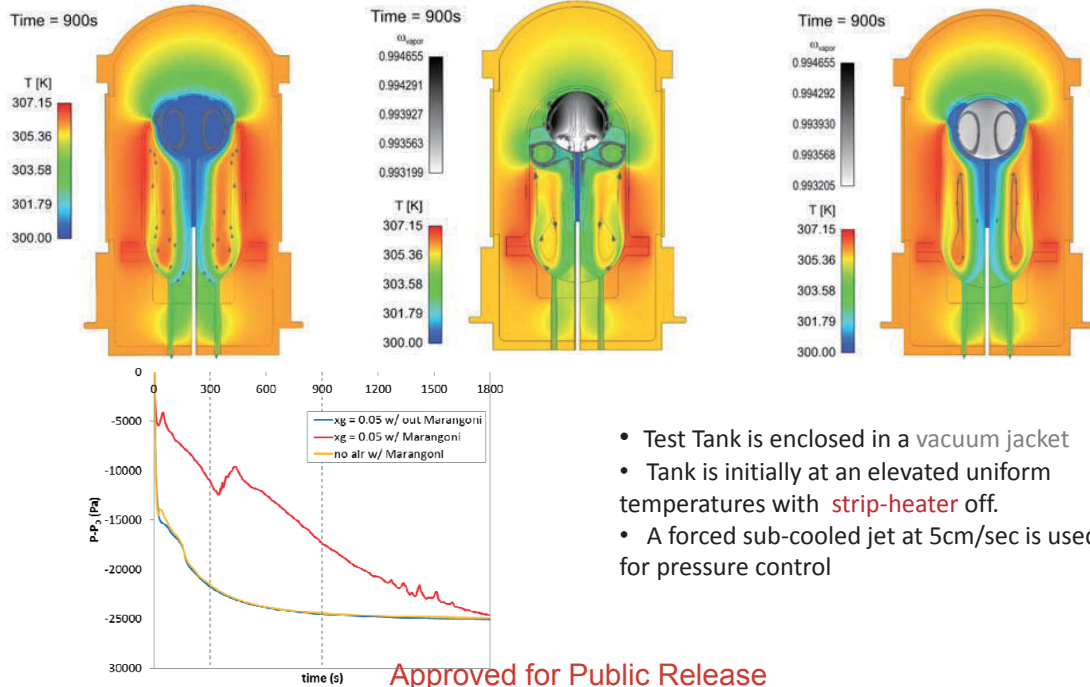 Time = 900s
T [K]
307.15
305.36
303.58
301.79
300.00
Time = 900s
ωvapor
0.994655
0.994291
0.993927
0.993563
0.993199
T [K]
307.15
305.36
303.58
301.79
300.00
Time = 900s
ωvapor
0.994655
0.994292
0.993930
0.993568
0.993205
T [K]
307.15
305.36
303.58
301.79
300.00
0
-5000
-10000
-15000
-20000
-25000
30000
0 300 600 900 1200 1500 1800
xg = 0.05 w/ out Marangoni
xg = 0.05 w/ Marangoni
no air w/ Marangoni
P-P0 (Pa)
time (s)
• Test Tank is enclosed in a vacuum jacket
• Tank is initially at an elevated uniform
temperatures with strip-heater off.
• A forced sub-cooled jet at 5cm/sec is used
for pressure control
Approved for Public Release